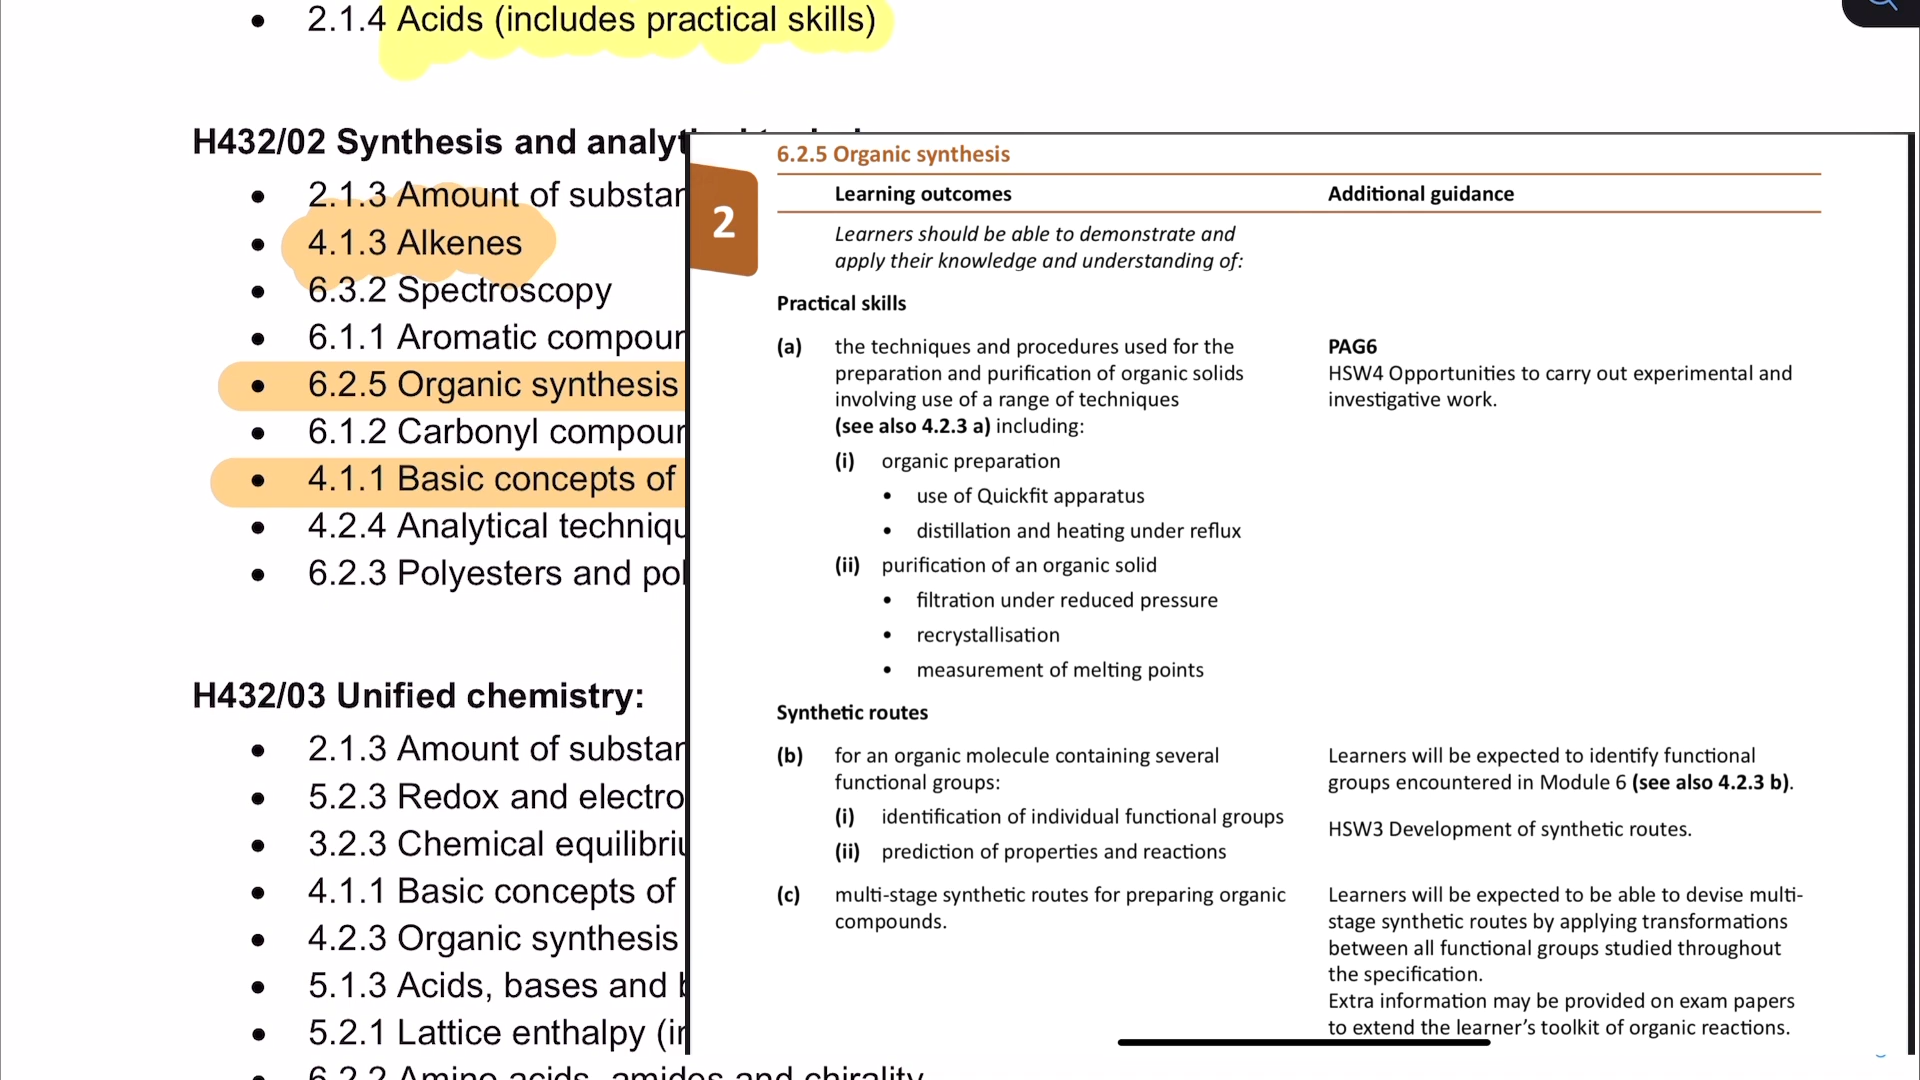 • 2.1.4 Acids (includes practical skills)
H432/02 Synthesis and analyt
• 2.1.3 Amount of substan
• 4.1.3 Alkenes
• 6.3.2 Spectroscopy
• 6.1.1 Aromatic compoun
• 6.2.5 Organic synthesis
• 6.1.2 Carbonyl compoun
• 4.1.1 Basic concepts of
• 4.2.4 Analytical techniqu
• 6.2.3 Polyesters and pol
H432/03 Unified chemistry:
• 2.1.3 Amount of substan
• 5.2.3 Redox and electro
• 3.2.3 Chemical equilibriu
• 4.1.1 Basic concepts of
• 4.2.3 Organic synthesis
• 5.1.3 Acids, bases and b
• 5.2.1 Lattice enthalpy (in
• 6.2.2 Amino acids, amides and chirality
2
6.2.5 Organic synthesis
Learning outcomes Additional guidance
Learners should be able to demonstrate and
apply their knowledge and understanding of:
Practical skills
(a) the techniques and procedures used for the
preparation and purification of organic solids
involving use of a range of techniques
(see also 4.2.3 a) including:
PAG6
HSW4 Opportunities to carry out experimental and
investigative work.
(i) organic preparation
• use of Quickfit apparatus
• distillation and heating under reflux
(ii) purification of an organic solid
• filtration under reduced pressure
• recrystallisation
• measurement of melting points
Synthetic routes
(b) for an organic molecule containing several
functional groups:
(i) identification of individual functional groups
(ii) prediction of properties and reactions
Learners will be expected to identify functional
groups encountered in Module 6 (see also 4.2.3 b).
HSW3 Development of synthetic routes.
(c) multi-stage synthetic routes for preparing organic
compounds.
Learners will be expected to be able to devise multi-
stage synthetic routes by applying transformations
between all functional groups studied throughout
the specification.
Extra information may be provided on exam papers
to extend the learner’s toolkit of organic reactions.